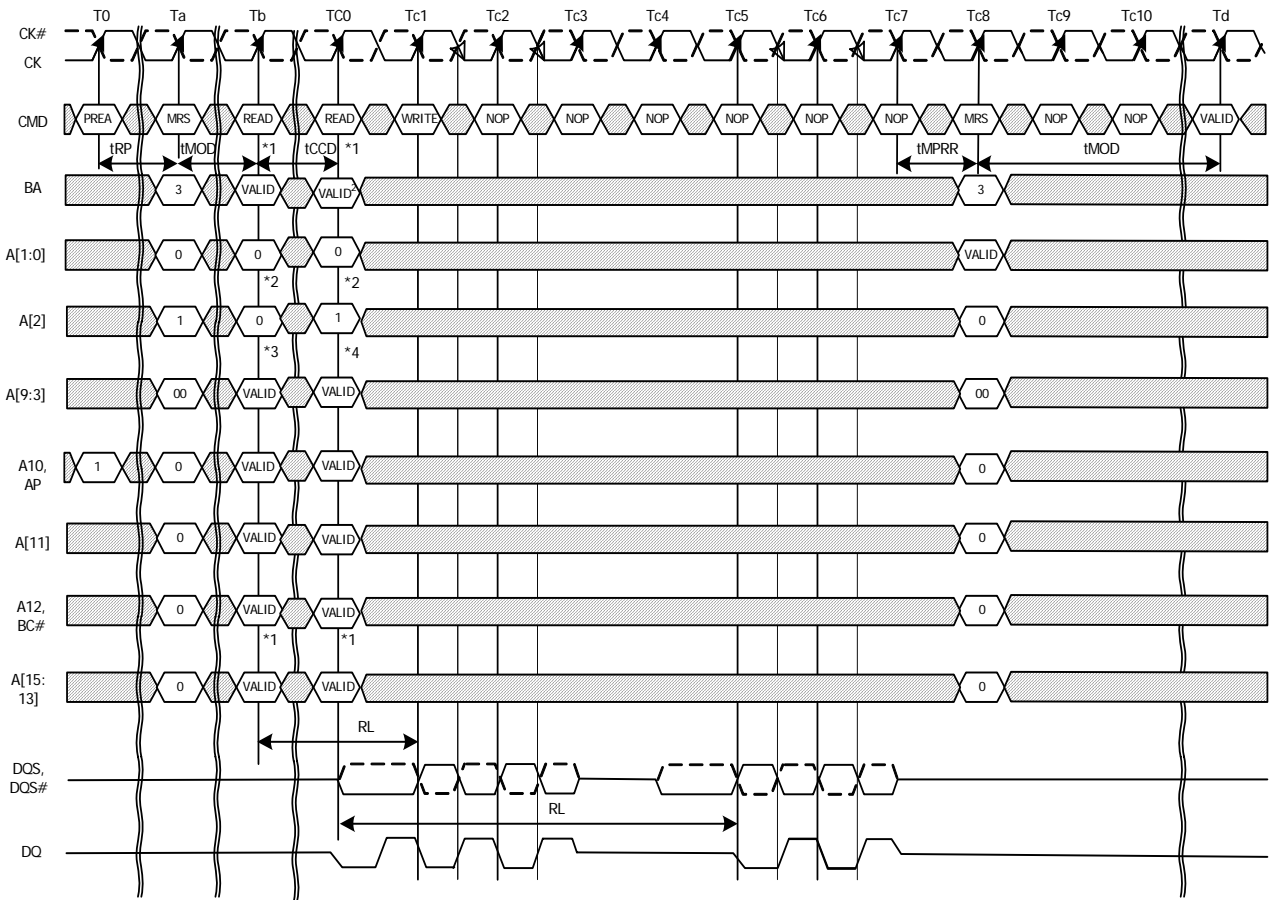 T0 Ta Tb TC0 Tc1 Tc2 Tc3 Tc4 Tc5 Tc6 Tc7 Tc8 Tc9 Tc10 Td
CK#
CK
CMD PREA MRS READ READ WRITE NOP NOP NOP NOP NOP NOP MRS NOP NOP VALID
tRP tMOD *1 tCCD *1 tMPRR tMOD
BA 3 VALID VALID2 3
A[1:0] 0 0 0 VALID
*2 *2
A[2] 1 0 1 0
*3 *4
A[9:3] 00 VALID VALID 00
A10,
AP 1 0 VALID VALID 0
A[11] 0 VALID VALID 0
A12,
BC# 0 VALID VALID 0
*1 *1
A[15:
13] 0 VALID VALID 0
RL
DQS,
DQS#
RL
DQ